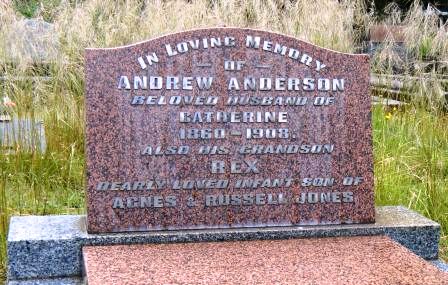 IN LOVING MEMORY
— OF —
ANDREW ANDERSON
BELOVED HUSBAND OF
CATHERINE
1860 – 1908.
ALSO HIS GRANDSON
REX
DEARLY LOVED INFANT SON OF
AGNES & RUSSELL JONES